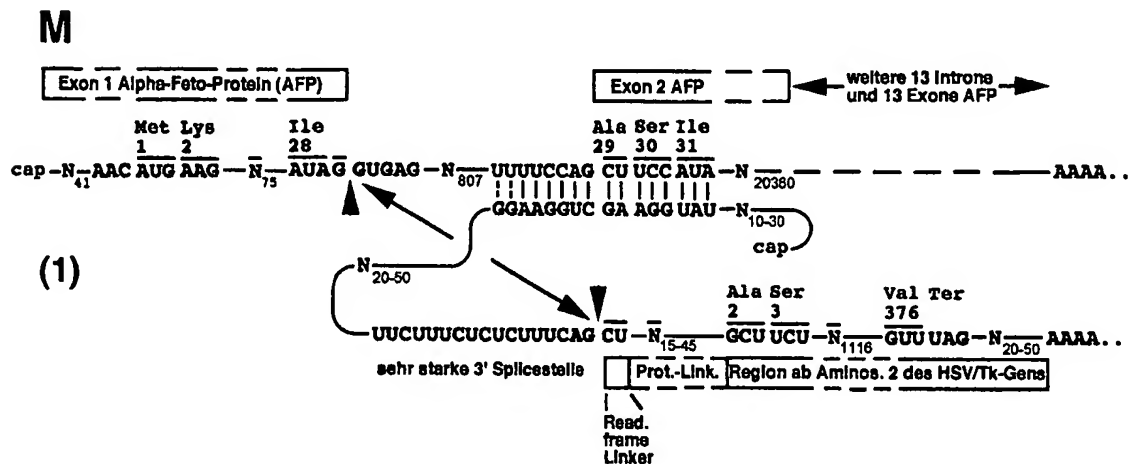 M
Exon 1 Alpha-Feto-Protein (AFP)
Exon 2 AFP
weitere 13 Introne
und 13 Exone AFP
Met Lys Ile Ala Ser Ile
1 2 28 29 30 31
cap–N41 AAC AUG AAG–N75 AUAG GUGAG–N807 UUUUCCAG CU UCC AUA–N20380 AAAA..
GGAAGGUC GA AGG UAU–N10-30
cap
(1)
N20-50
Ala Ser Val Ter
2 3 376
UUCUUUCUCUCUUUCAG CU–N15-45 GCU UCU–N1116 GUU UAG–N20-50 AAAA..
sehr starke 3' Splicestelle
Prot.-Link.
Region ab Aminos. 2 des HSV/Tk-Gens
Read.
frame
Linker